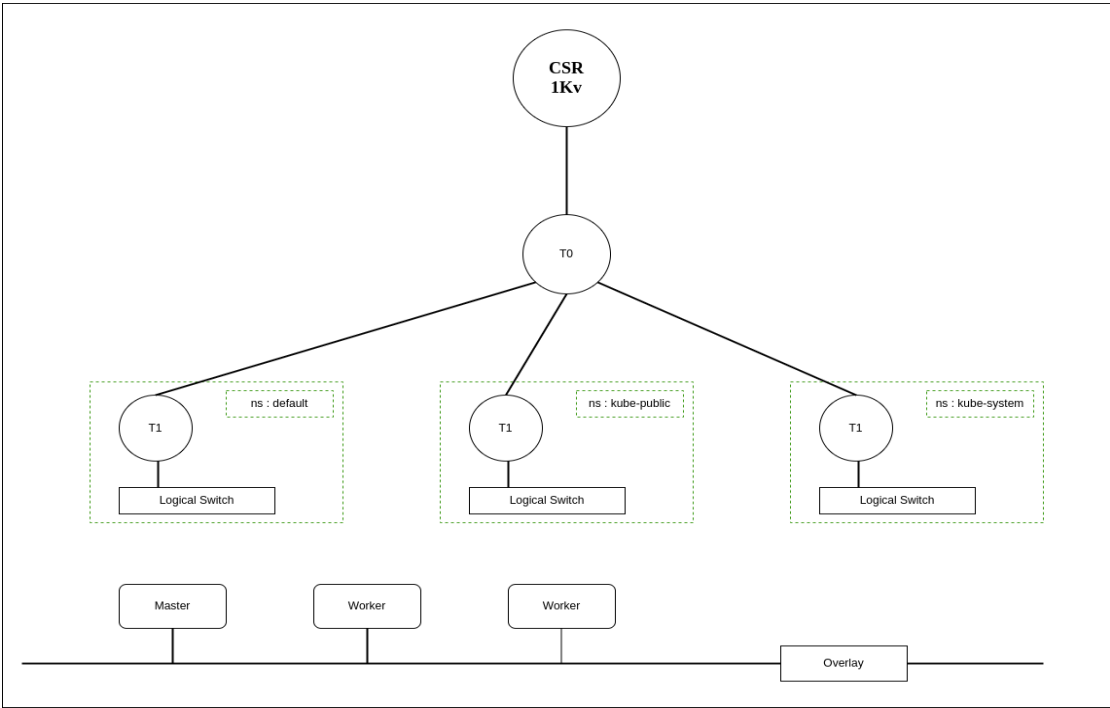 CSR
1Kv
T0
ns : default
ns : kube-public
ns : kube-system
T1
T1
T1
Logical Switch
Logical Switch
Logical Switch
Master
Worker
Worker
Overlay